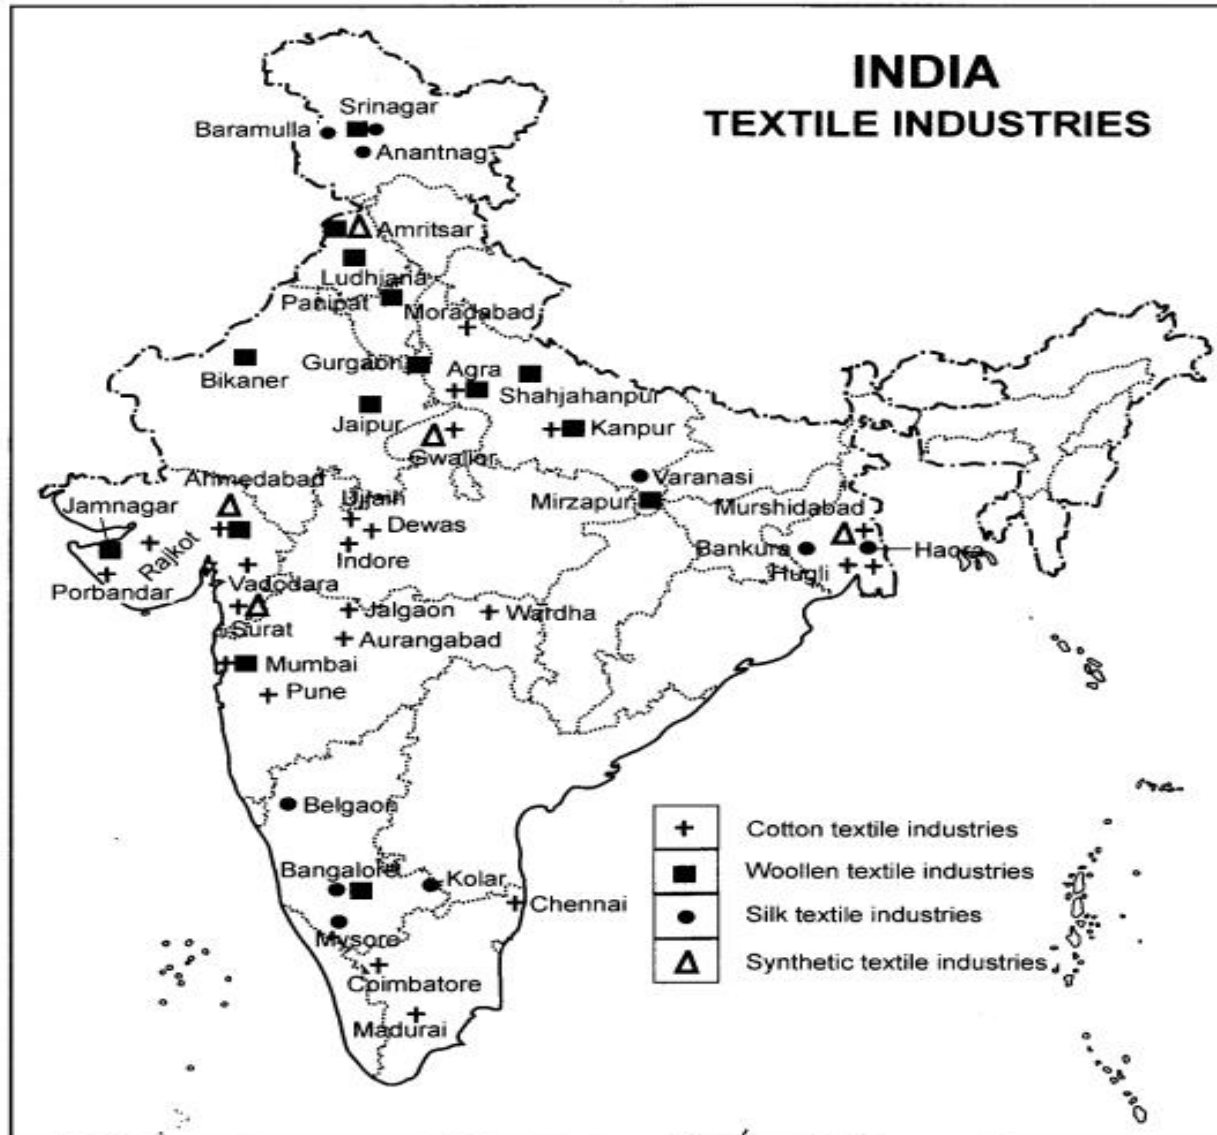 INDIA
TEXTILE INDUSTRIES
Srinagar
Baramulla
Anantnag
Amritsar
Ludhiana
Panipat
Moradabad
Gurgaon
Agra
Bikaner
Shahjahanpur
Jaipur
Kanpur
Gwalior
Ahmedabad
Varanasi
Jamnagar
Ujjain
Mirzapur
Murshidabad
Dewas
Rajkot
Indore
Bankura
Haora
Hugli
Porbandar
Vadodara
Surat
Jalgaon
Wardha
Aurangabad
Mumbai
Pune
Belgaon
Cotton textile industries
Bangalore
Kolar
Woollen textile industries
Chennai
Silk textile industries
Mysore
Synthetic textile industries
Coimbatore
Madurai